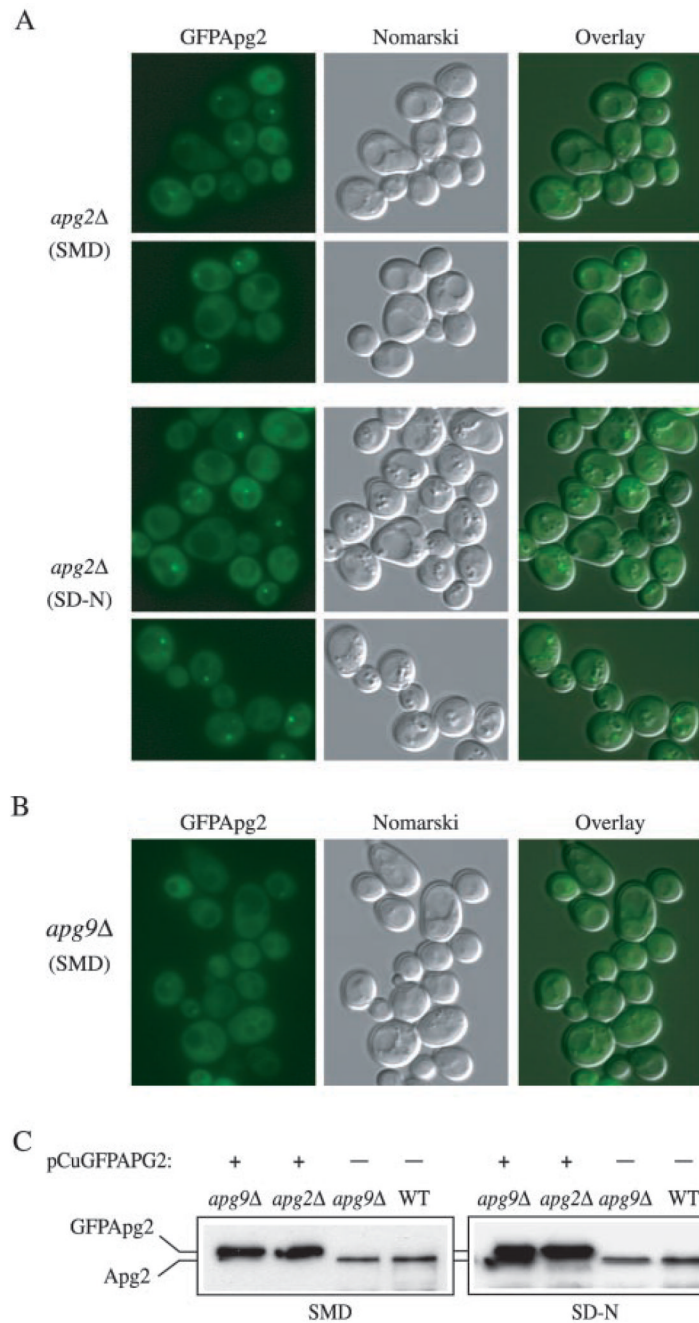 A
GFPApg2 Nomarski Overlay
apg2Δ
(SMD)
apg2Δ
(SD-N)
B
GFPApg2 Nomarski Overlay
apg9Δ
(SMD)
C
pCuGFPAPG2: + + — — + + — —
apg9Δ apg2Δ apg9Δ WT apg9Δ apg2Δ apg9Δ WT
GFPApg2
Apg2
SMD SD-N